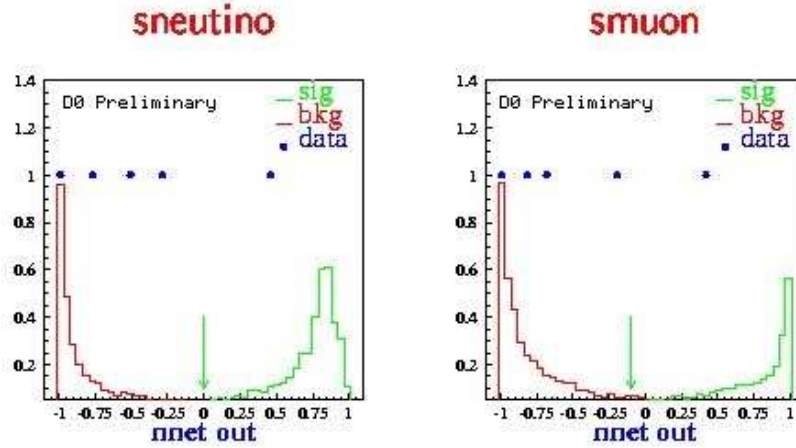 sneutino
smuon
1.4
1.2
1
0.8
0.6
0.4
0.2
D0 Preliminary
sig
bkg
data
-1 -0.75 -0.5 -0.25 0 0.25 0.5 0.75 1
nnet out
1.4
1.2
1
0.8
0.6
0.4
0.2
D0 Preliminary
sig
bkg
data
-1 -0.75 -0.5 -0.25 0 0.25 0.5 0.75 1
nnet out